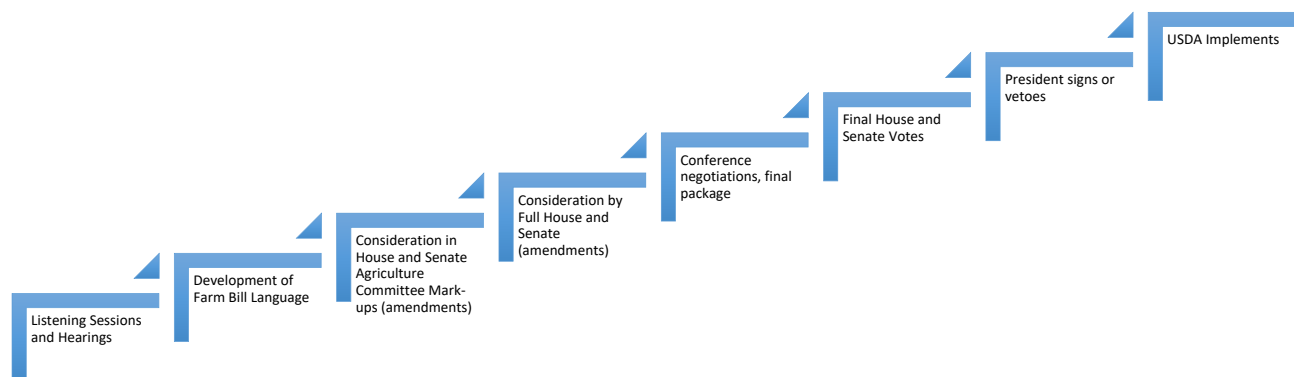 Listening Sessions
and Hearings
Development of
Farm Bill Language
Consideration in
House and Senate
Agriculture
Committee Mark-
ups (amendments)
Consideration by
Full House and
Senate
(amendments)
Conference
negotiations, final
package
Final House and
Senate Votes
President signs or
vetoes
USDA Implements